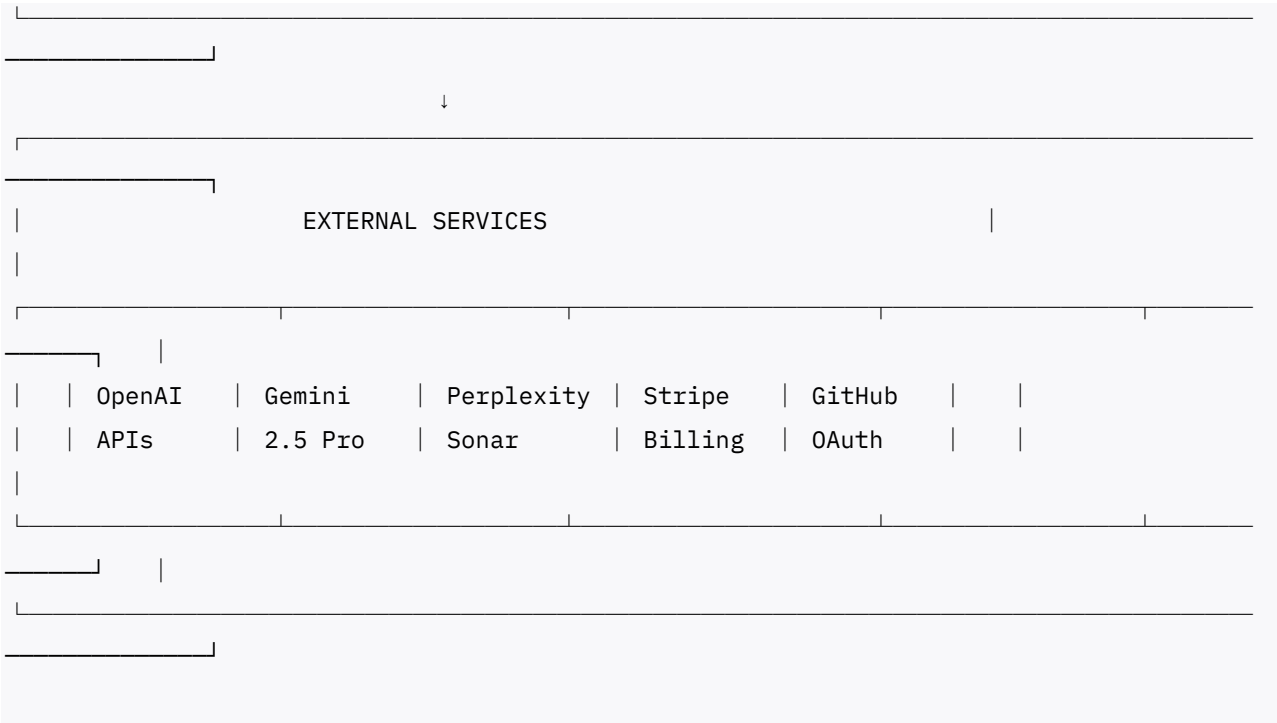 ↓
EXTERNAL SERVICES
│ │ OpenAI │ Gemini │ Perplexity │ Stripe │ GitHub │ │
│ │ APIs │ 2.5 Pro │ Sonar │ Billing │ OAuth │ │